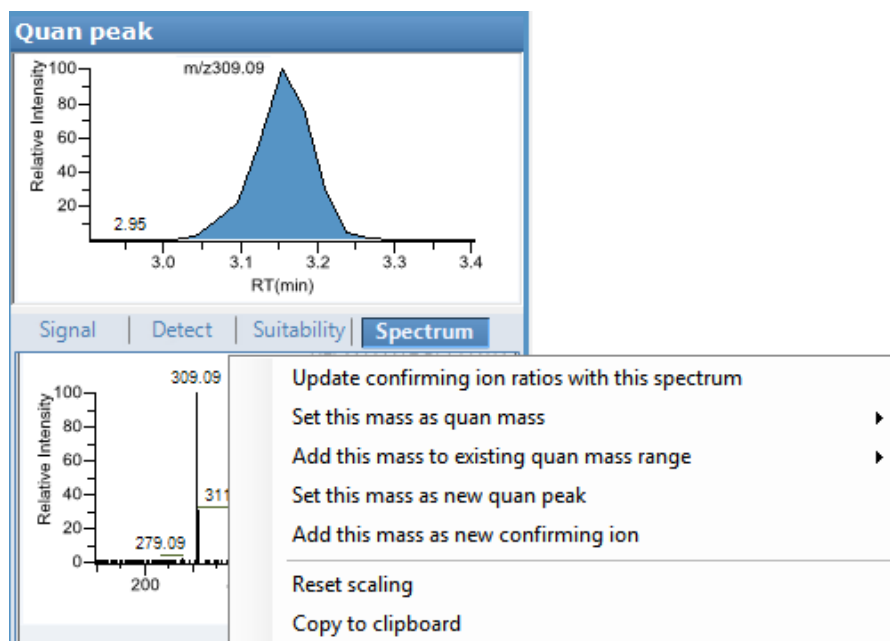 Quan peak
m/z309.09
Relative Intensity
100
80
60
40
20
2.95
3.0 3.1 3.2 3.3 3.4
RT(min)
Signal Detect Suitability Spectrum
309.09
Relative Intensity
100
80
60
40
20
0
311
279.09
200
Update confirming ion ratios with this spectrum
Set this mass as quan mass
Add this mass to existing quan mass range
Set this mass as new quan peak
Add this mass as new confirming ion
Reset scaling
Copy to clipboard